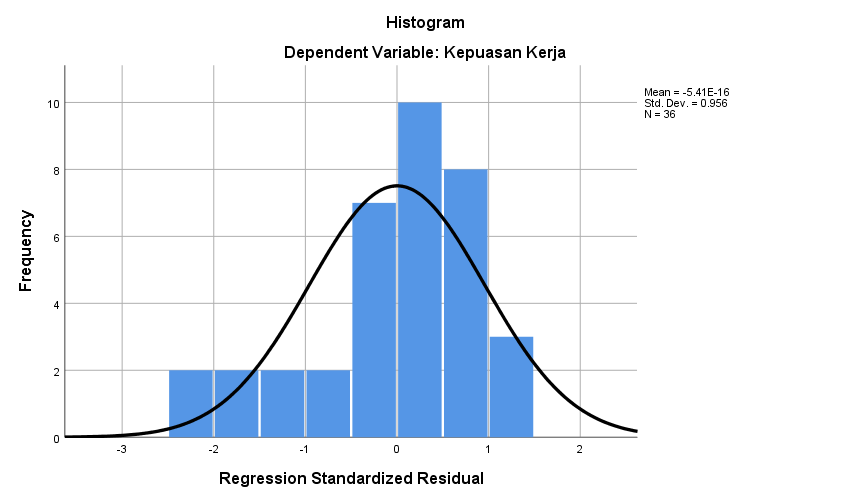 Histogram
Dependent Variable: Kepuasan Kerja
Mean = -5.41E-16
Std. Dev. = 0.956
N = 36
Frequency
10
8
6
4
2
0
-3 -2 -1 0 1 2
Regression Standardized Residual